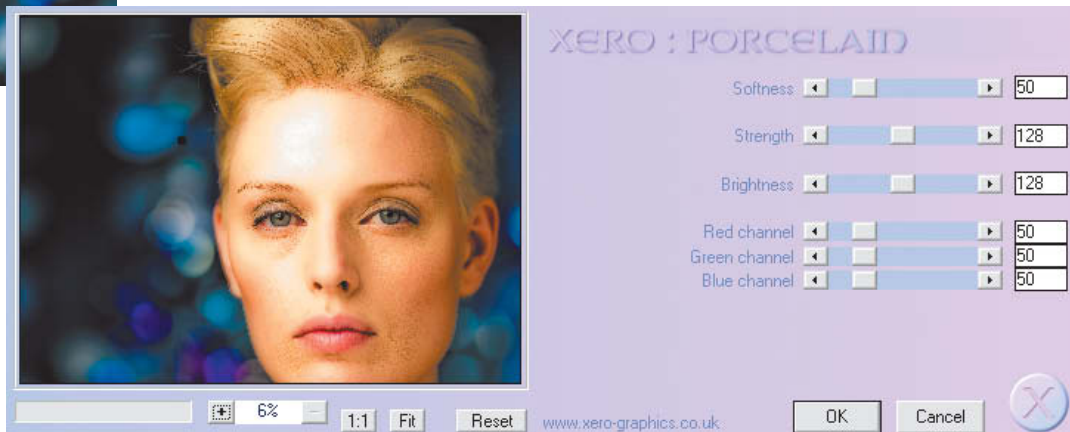 XERO : PORCELAIN
Softness 50
Strength 128
Brightness 128
Red channel 50
Green channel 50
Blue channel 50
6%
1:1 Fit Reset
www.xero-graphics.co.uk
OK Cancel
X